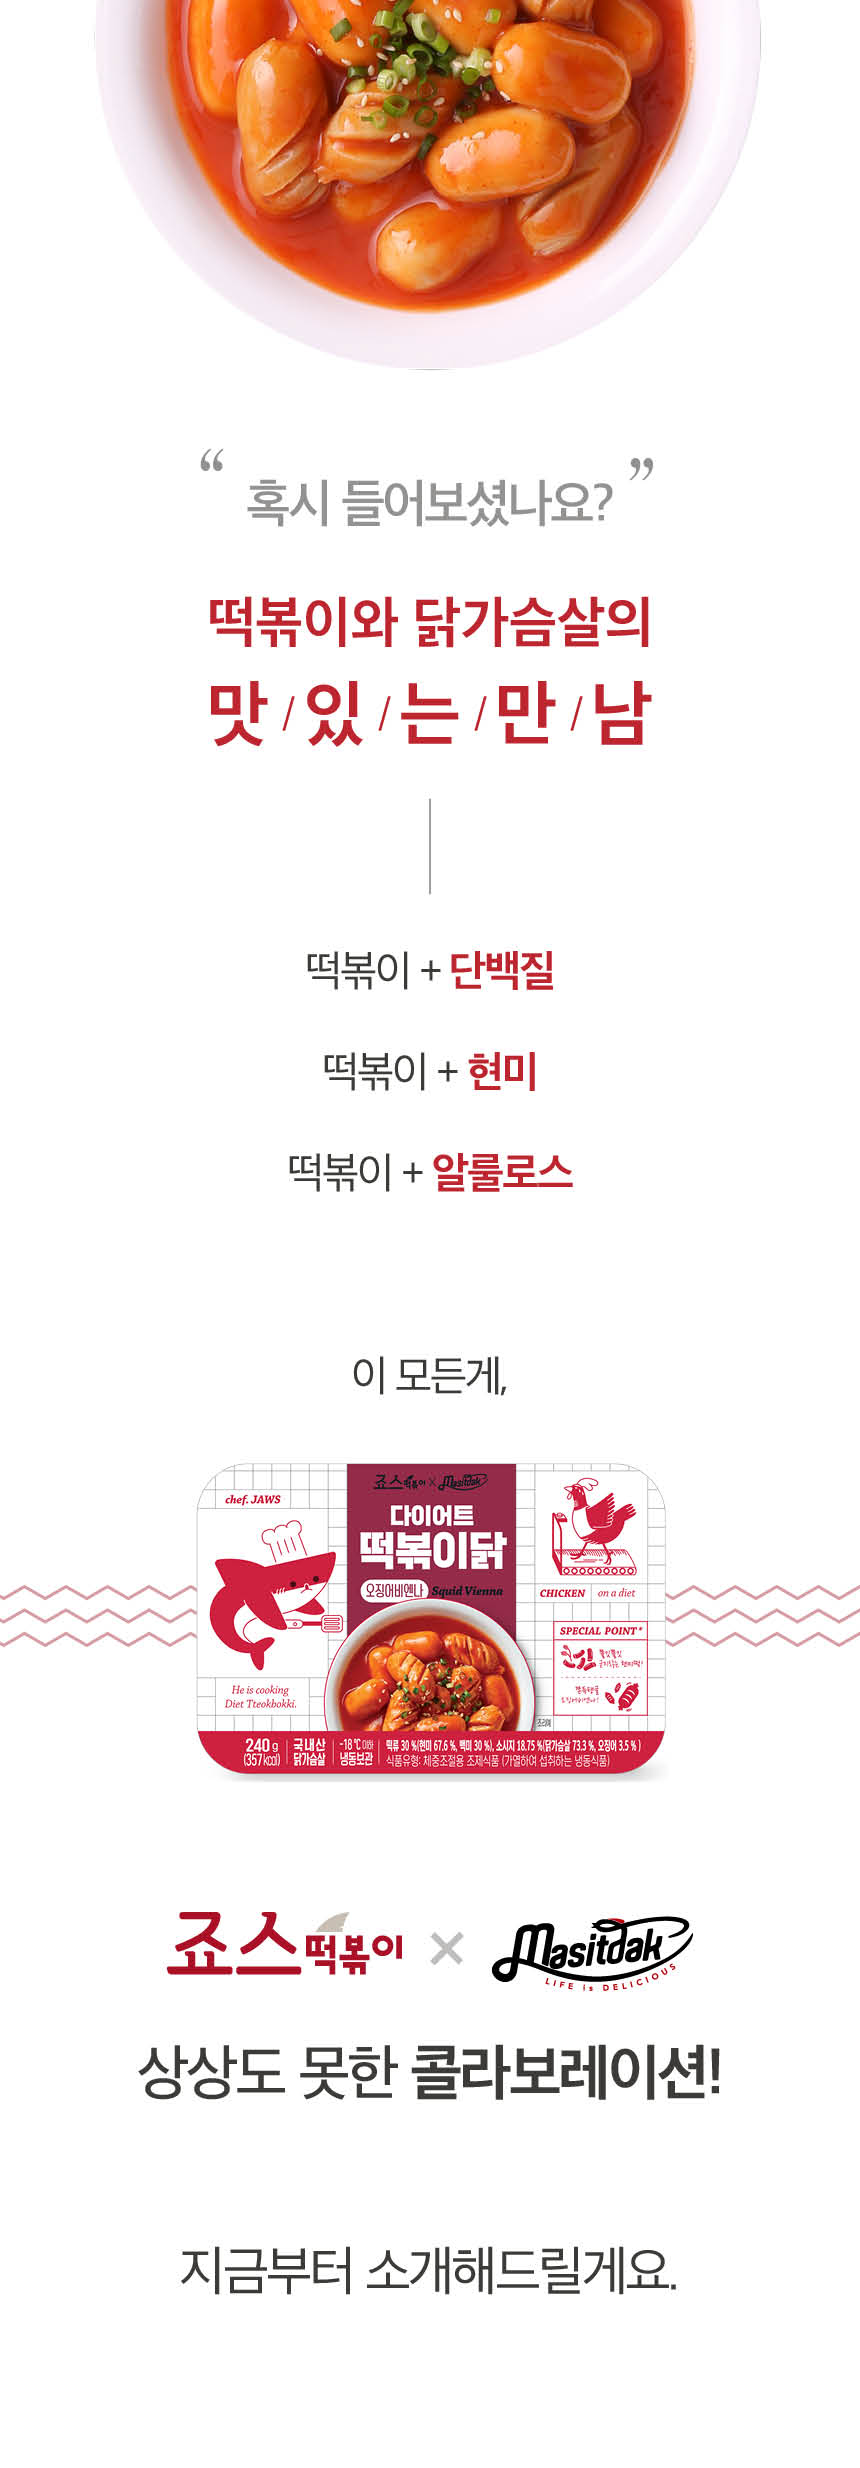 “ 혹시 들어보셨나요? ”
떡볶이와 닭가슴살의
맛/있/는/만/남
떡볶이 + 단백질
떡볶이 + 현미
떡볶이 + 알룰로스
이 모든게,
죠스떡볶이 × Masitdak
chef. JAWS
다이어트
떡볶이닭
오징어비엔나 Squid Vienna
CHICKEN on a diet
SPECIAL POINT*
He is cooking
Diet Tteokbokki.
조리예
240 g
(357 kcal)
국내산
닭가슴살
-18 ℃ 이하
냉동보관
떡류 30 %(현미 67.6 %, 백미 30 %), 소시지 18.75 %(닭가슴살 73.3 %, 오징어 3.5 % )
식품유형: 체중조절용 조제식품 (가열하여 섭취하는 냉동식품)
죠스떡볶이 × Masitdak
LIFE is DELICIOUS
상상도 못한 콜라보레이션!
지금부터 소개해드릴게요.